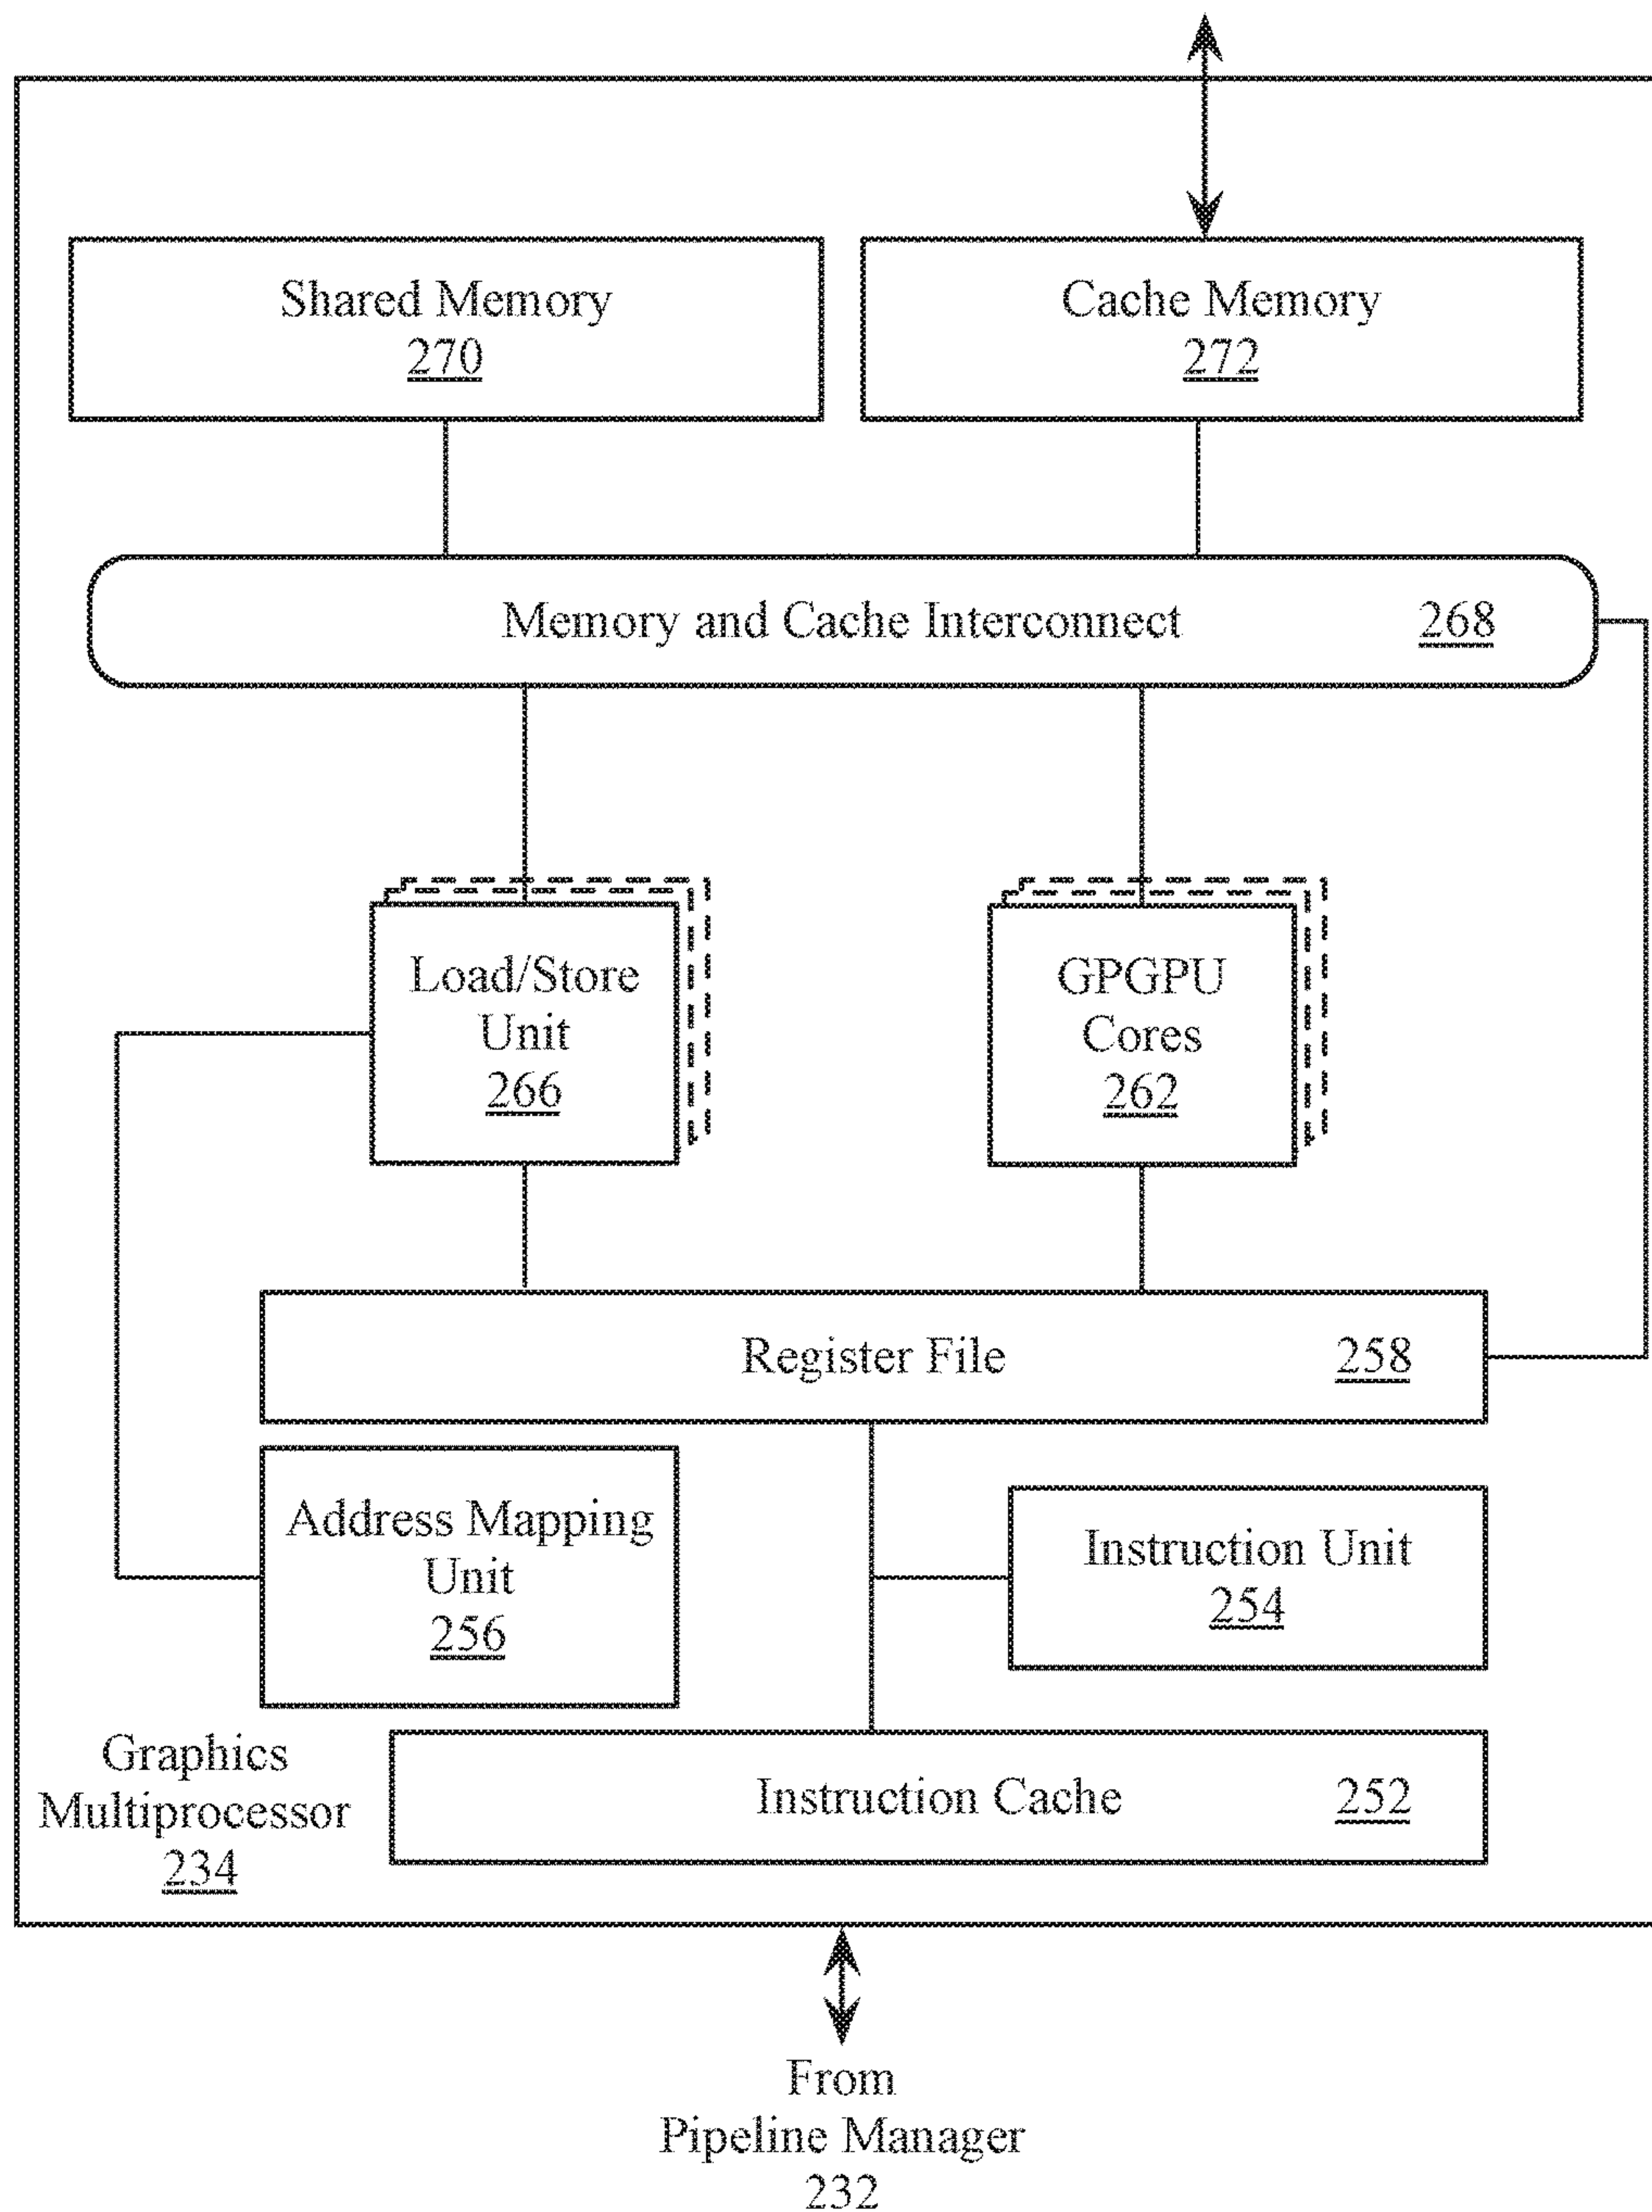 Shared Memory
270
Cache Memory
272
Memory and Cache Interconnect 268
Load/Store
Unit
266
GPGPU
Cores
262
Register File 258
Address Mapping
Unit
256
Instruction Unit
254
Graphics
Multiprocessor
234
Instruction Cache 252
From
Pipeline Manager
232